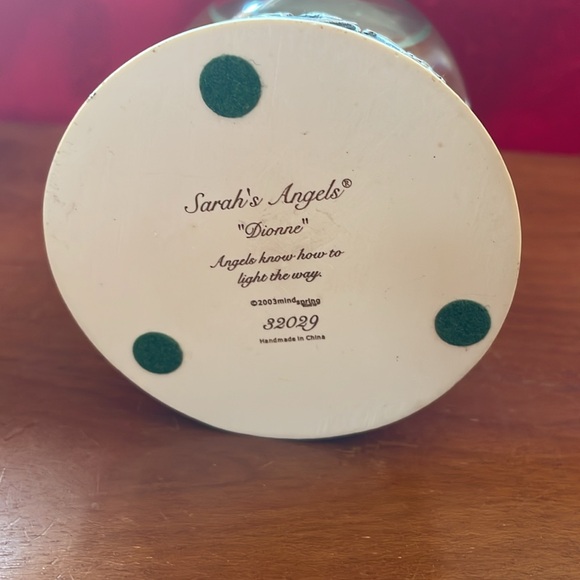 Sarah's Angels®
"Dionne"
Angels know how to
light the way.
©2003mindspring
32029
Handmade in China